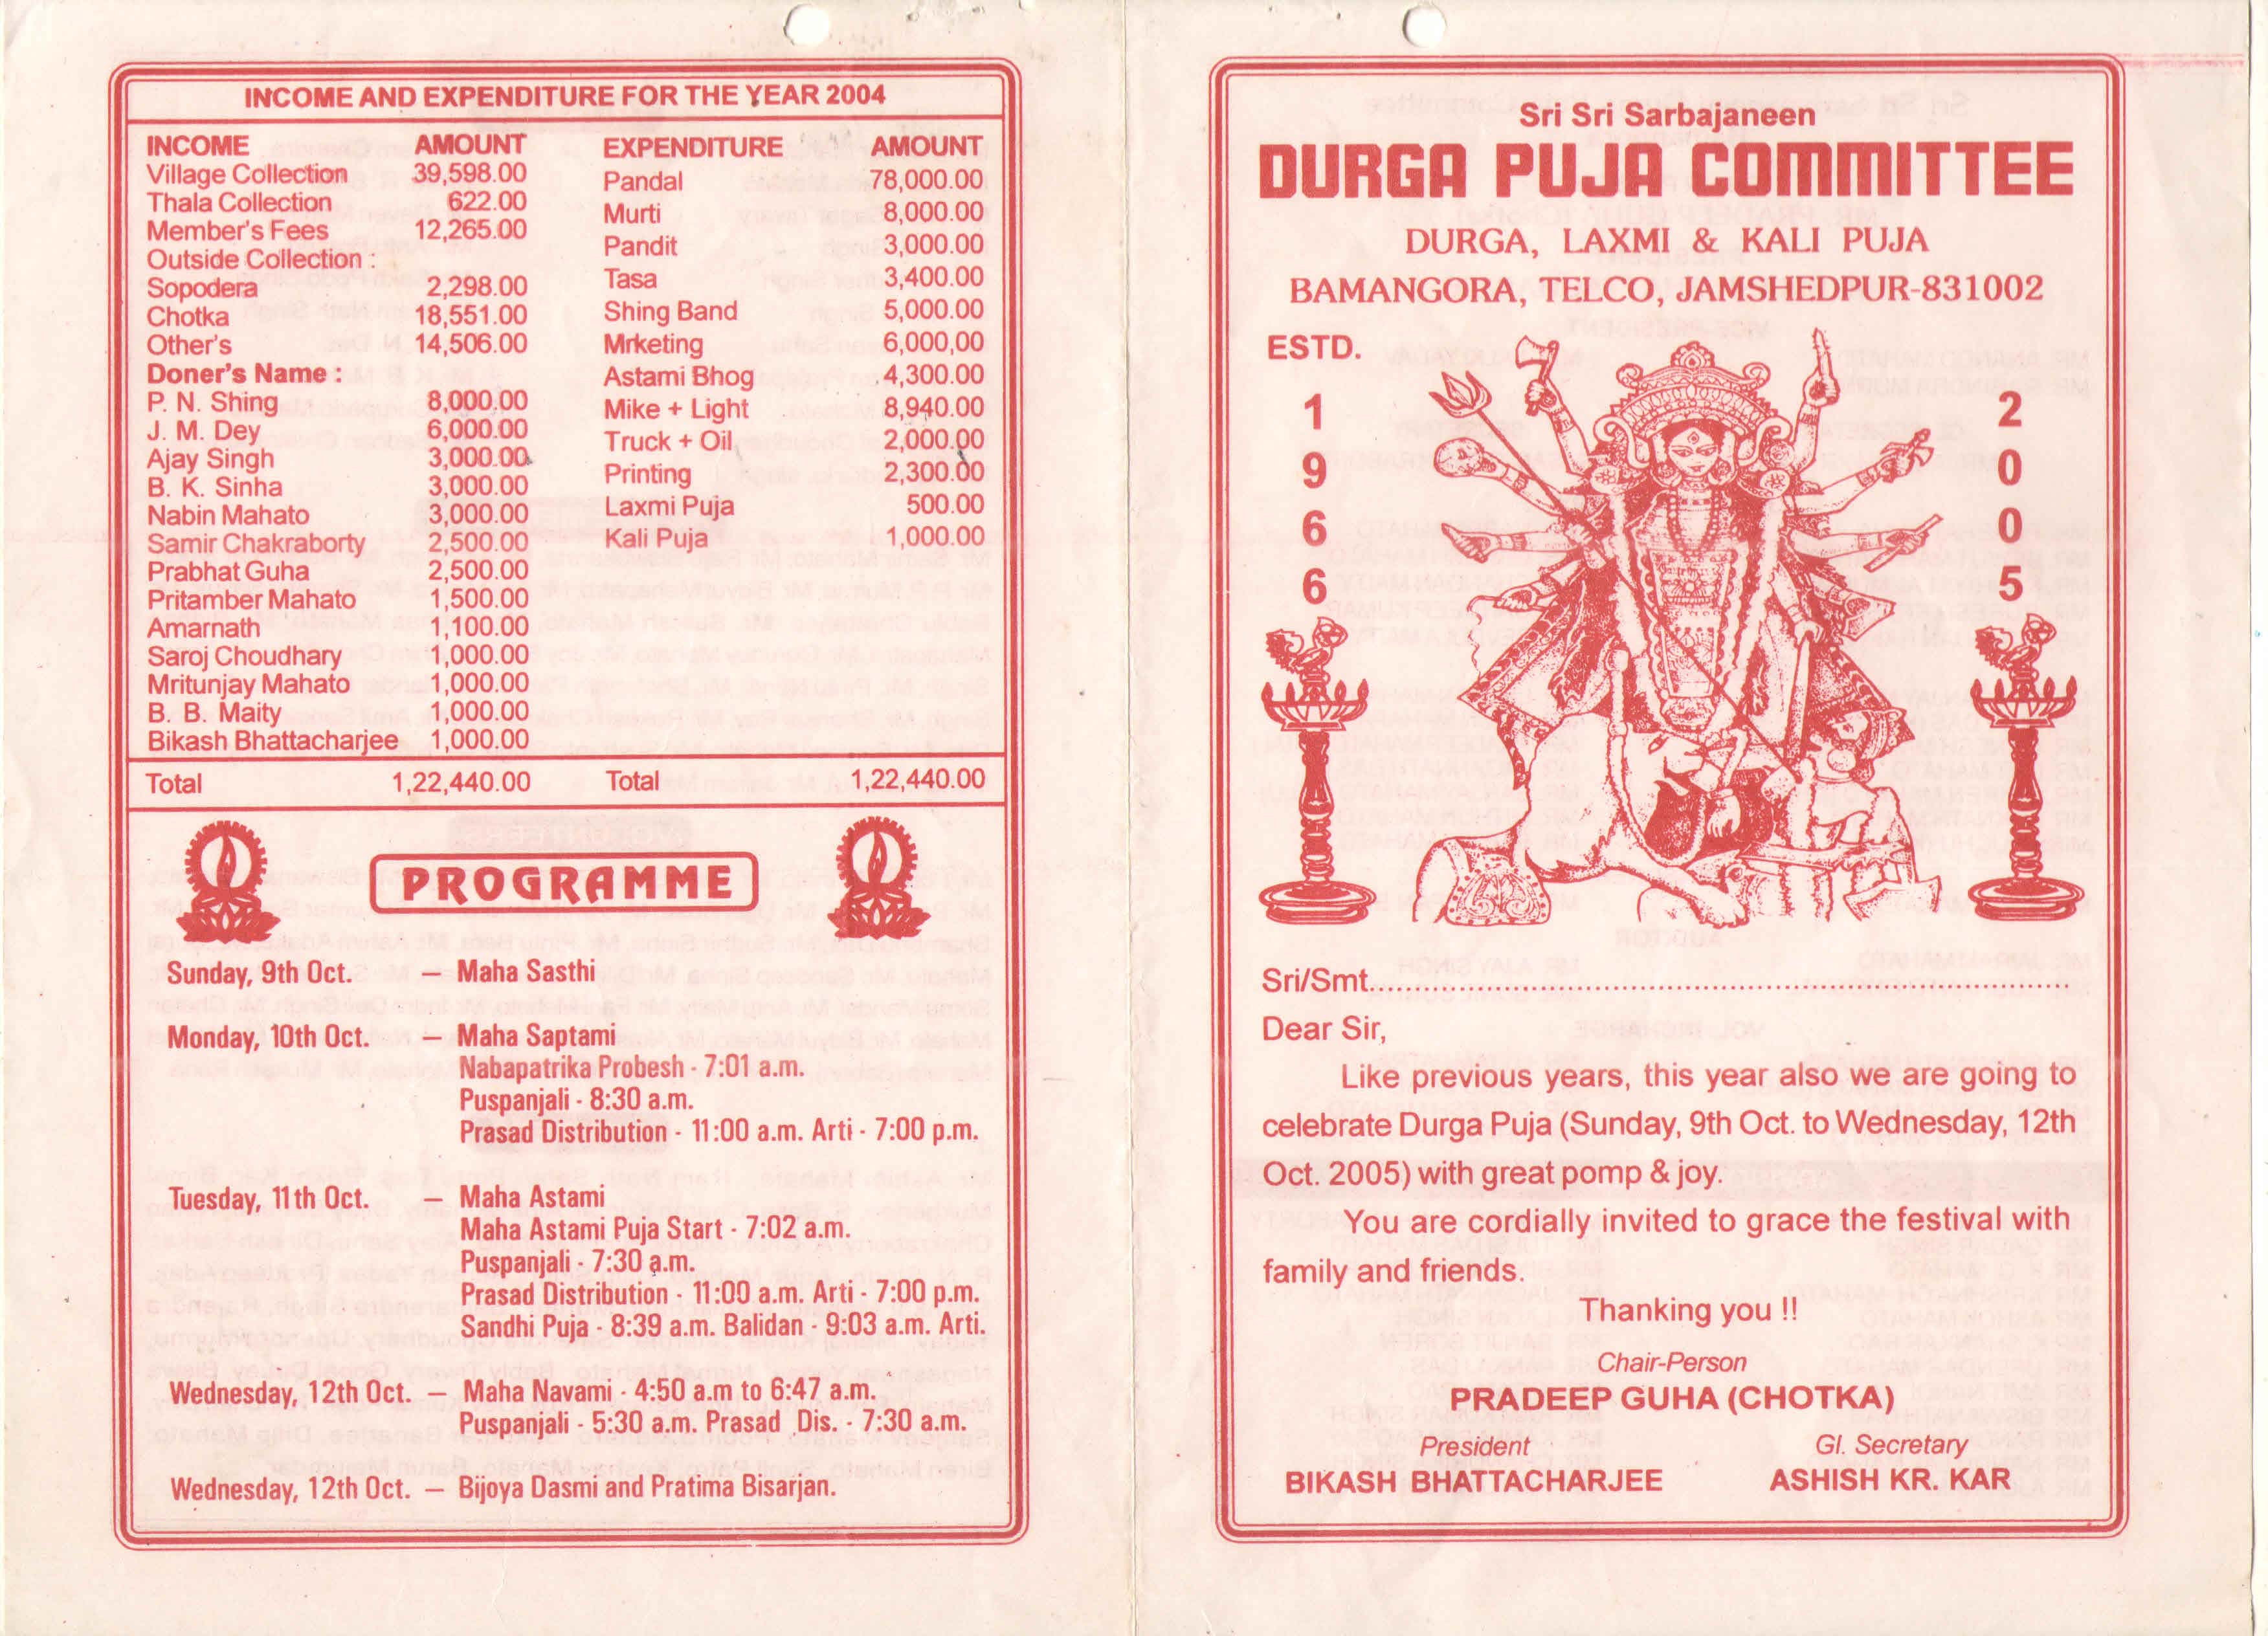 INCOME AND EXPENDITURE FOR THE YEAR 2004
INCOME AMOUNT
Village Collection 39,598.00
Thala Collection 622.00
Member's Fees 12,265.00
Outside Collection :
Sopodera 2,298.00
Chotka 18,551.00
Other's 14,506.00
Doner's Name :
P. N. Shing 8,000.00
J. M. Dey 6,000.00
Ajay Singh 3,000.00
B. K. Sinha 3,000.00
Nabin Mahato 3,000.00
Samir Chakraborty 2,500.00
Prabhat Guha 2,500.00
Pritamber Mahato 1,500.00
Amarnath 1,100.00
Saroj Choudhary 1,000.00
Mritunjay Mahato 1,000.00
B. B. Maity 1,000.00
Bikash Bhattacharjee 1,000.00
Total 1,22,440.00
EXPENDITURE AMOUNT
Pandal 78,000.00
Murti 8,000.00
Pandit 3,000.00
Tasa 3,400.00
Shing Band 5,000.00
Mrketing 6,000,00
Astami Bhog 4,300.00
Mike + Light 8,940.00
Truck + Oil 2,000.00
Printing 2,300.00
Laxmi Puja 500.00
Kali Puja 1,000.00
Total 1,22,440.00
PROGRAMME
Sunday, 9th Oct. – Maha Sasthi
Monday, 10th Oct. – Maha Saptami
Nabapatrika Probesh - 7:01 a.m.
Puspanjali - 8:30 a.m.
Prasad Distribution - 11:00 a.m. Arti - 7:00 p.m.
Tuesday, 11th Oct. – Maha Astami
Maha Astami Puja Start - 7:02 a.m.
Puspanjali - 7:30 a.m.
Prasad Distribution - 11:00 a.m. Arti - 7:00 p.m.
Sandhi Puja - 8:39 a.m. Balidan - 9:03 a.m. Arti.
Wednesday, 12th Oct. – Maha Navami - 4:50 a.m to 6:47 a.m.
Puspanjali - 5:30 a.m. Prasad Dis. - 7:30 a.m.
Wednesday, 12th Oct. – Bijoya Dasmi and Pratima Bisarjan.
Sri Sri Sarbajaneen
DURGA PUJA COMMITTEE
DURGA, LAXMI & KALI PUJA
BAMANGORA, TELCO, JAMSHEDPUR-831002
ESTD.
1 2
9 0
6 0
6 5
Sri/Smt...............................................................................
Dear Sir,
Like previous years, this year also we are going to
celebrate Durga Puja (Sunday, 9th Oct. to Wednesday, 12th
Oct. 2005) with great pomp & joy.
You are cordially invited to grace the festival with
family and friends.
Thanking you !!
Chair-Person
PRADEEP GUHA (CHOTKA)
President Gl. Secretary
BIKASH BHATTACHARJEE ASHISH KR. KAR